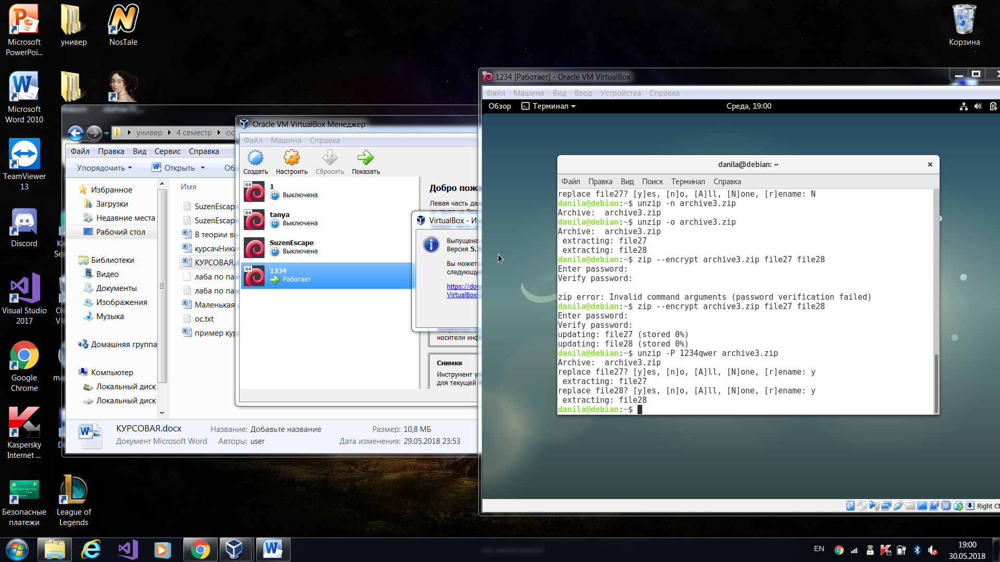 Microsoft
PowerPoi...
универ
NosTale
Корзина
Microsoft
Word 2010
TeamViewer
13
Discord
Visual Studio
2017
Google
Chrome
Kaspersky
Internet ...
Безопасные
платежи
League of
Legends
универ
4 семестр
ос
Файл Правка Вид Сервис Справка
Упорядочить
Открыть
Об
Избранное
Загрузки
Недавние места
Рабочий стол
Библиотеки
Видео
Документы
Изображения
Музыка
Домашняя группа
Компьютер
Локальный диск
Локальный диск
Имя
SuzenEscap
SuzenEscap
В теории в
курсачНики
КУРСОВАЯ.
лаба по па
лаба по па
Маленькая
ос.txt
пример кур
КУРСОВАЯ.docx
Документ Microsoft Word
Название: Добавьте название
Авторы: user
Размер: 10,8 МБ
Дата изменения: 29.05.2018 23:53
Oracle VM VirtualBox Менеджер
Файл Машина Справка
Создать Настроить Сбросить Показать
64
1
Выключена
64
tanya
Выключена
SuzenEscape
Выключена
64
1234
Работает
Добро пож
Левая часть да
носители инф
Снимки
Инструмент у
для текущей
VirtualBox - И
Выпущена
Версия 5.
Вы может
следующу
https://dov
VirtualBox
1234 [Работает] - Oracle VM VirtualBox
Файл Машина Вид Ввод Устройства Справка
Обзор Терминал Среда, 19:00
danila@debian: ~
Файл Правка Вид Поиск Терминал Справка
replace file27? [y]es, [n]o, [A]ll, [N]one, [r]ename: N
danila@debian:~$ unzip -n archive3.zip
Archive:  archive3.zip
danila@debian:~$ unzip -o archive3.zip
Archive:  archive3.zip
 extracting: file27
 extracting: file28
danila@debian:~$ zip --encrypt archive3.zip file27 file28
Enter password:
Verify password:
zip error: Invalid command arguments (password verification failed)
danila@debian:~$ zip --encrypt archive3.zip file27 file28
Enter password:
Verify password:
updating: file27 (stored 0%)
updating: file28 (stored 0%)
danila@debian:~$ unzip -P 1234qwer archive3.zip
Archive:  archive3.zip
replace file27? [y]es, [n]o, [A]ll, [N]one, [r]ename: y
 extracting: file27
replace file28? [y]es, [n]o, [A]ll, [N]one, [r]ename: y
 extracting: file28
danila@debian:~$
Right Ct
EN
19:00
30.05.2018